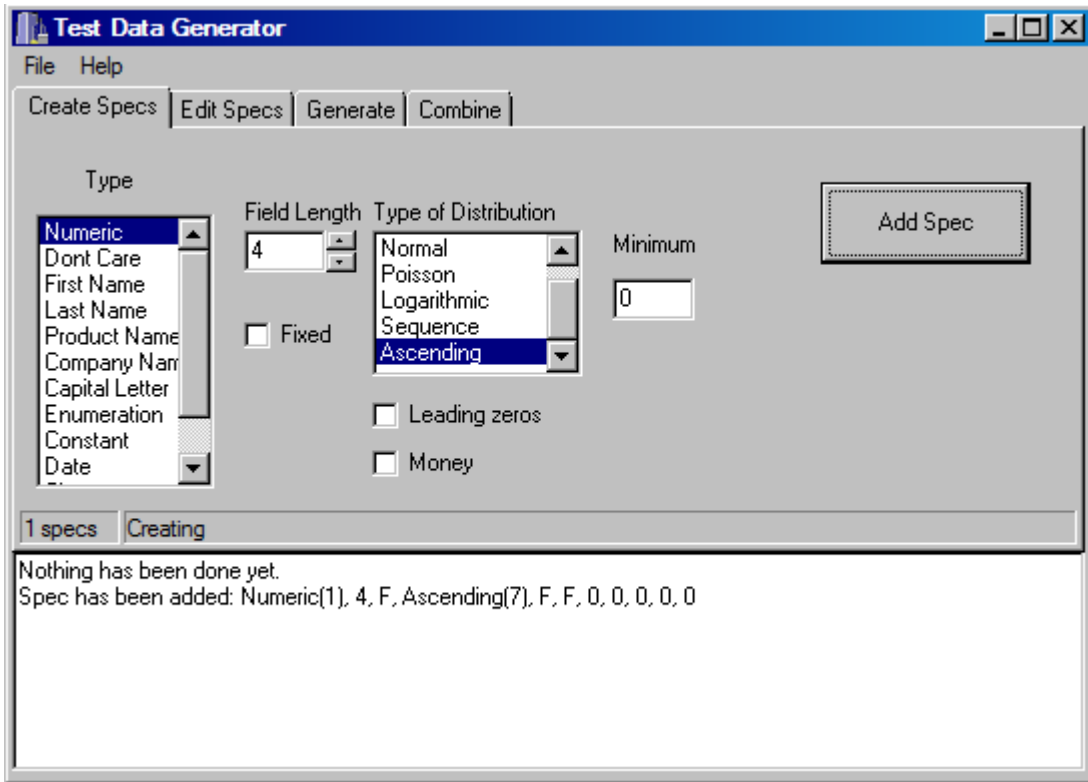 Test Data Generator
File Help
Create Specs Edit Specs Generate Combine
Type
Numeric
Dont Care
First Name
Last Name
Product Name
Company Nam
Capital Letter
Enumeration
Constant
Date
Field Length
4
Fixed
Type of Distribution
Normal
Poisson
Logarithmic
Sequence
Ascending
Leading zeros
Money
Minimum
0
Add Spec
1 specs Creating
Nothing has been done yet.
Spec has been added: Numeric(1), 4, F, Ascending(7), F, F, 0, 0, 0, 0, 0